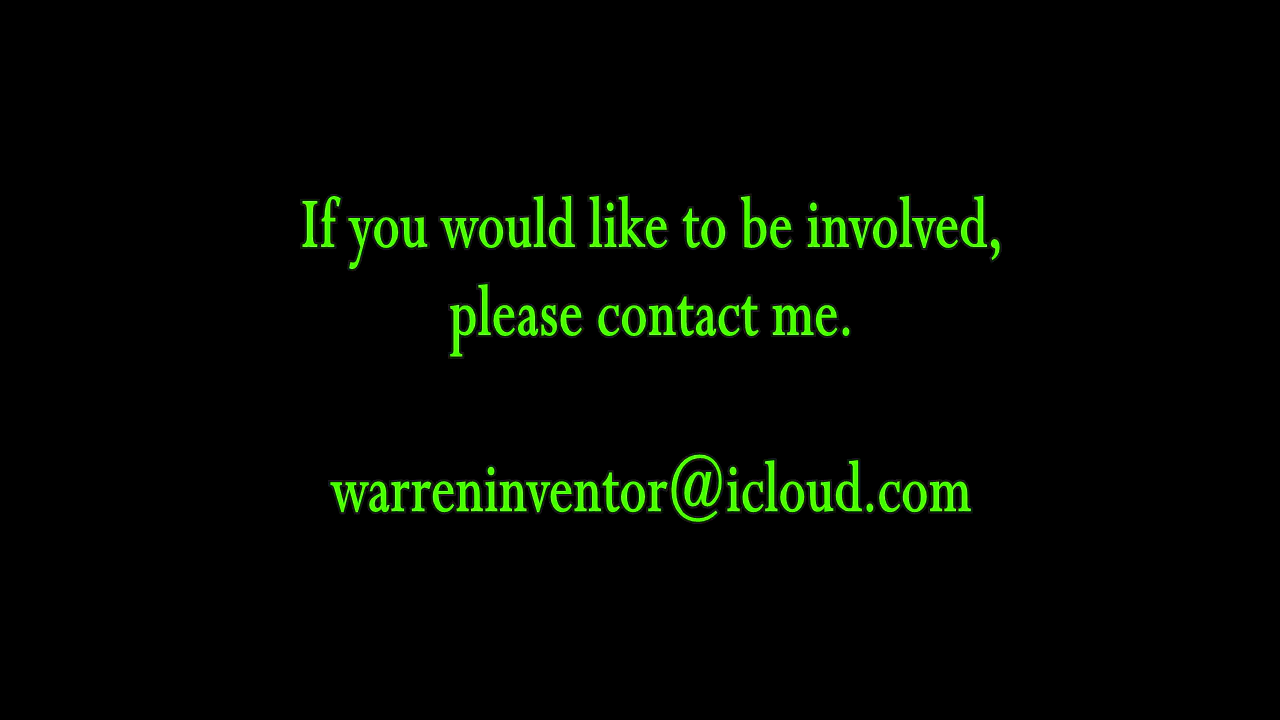 If you would like to be involved,
please contact me.
warreninventor@icloud.com